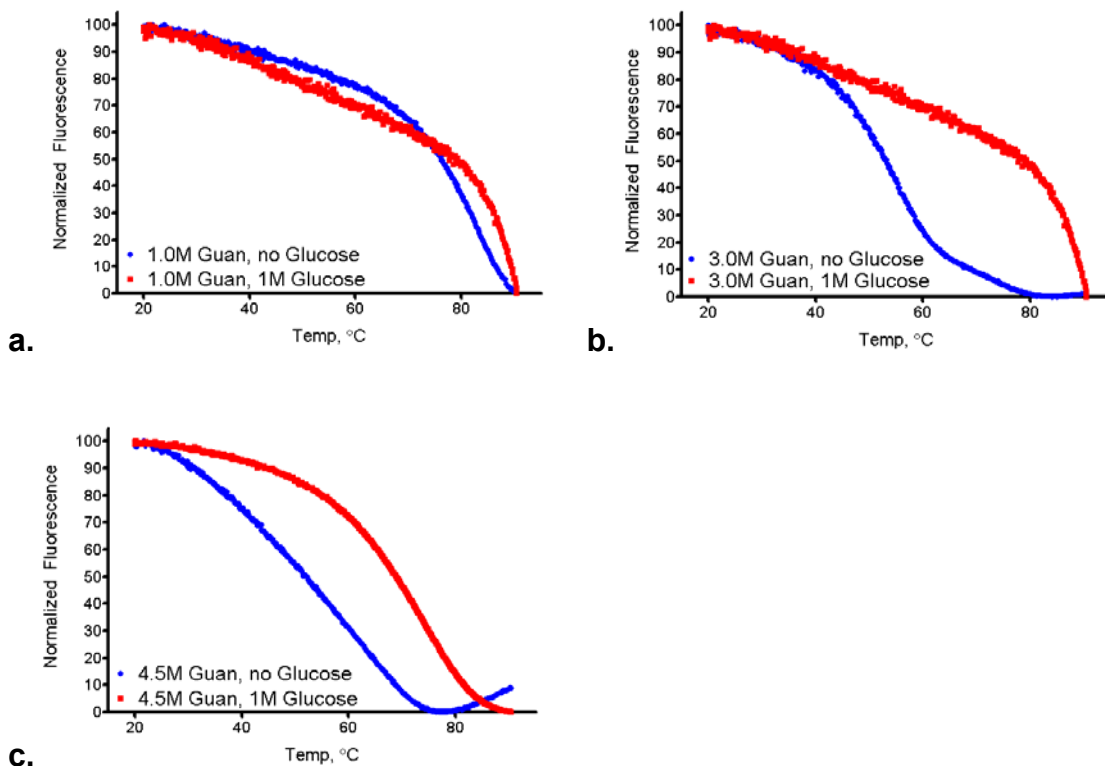 100
90
80
70
60
50
40
30
20
10
0
Normalized Fluorescence
1.0M Guan, no Glucose
1.0M Guan, 1M Glucose
20 40 60 80
Temp, °C
a.
100
90
80
70
60
50
40
30
20
10
0
Normalized Fluorescence
3.0M Guan, no Glucose
3.0M Guan, 1M Glucose
20 40 60 80
Temp, °C
b.
100
90
80
70
60
50
40
30
20
10
0
Normalized Fluorescence
4.5M Guan, no Glucose
4.5M Guan, 1M Glucose
20 40 60 80
Temp, °C
c.